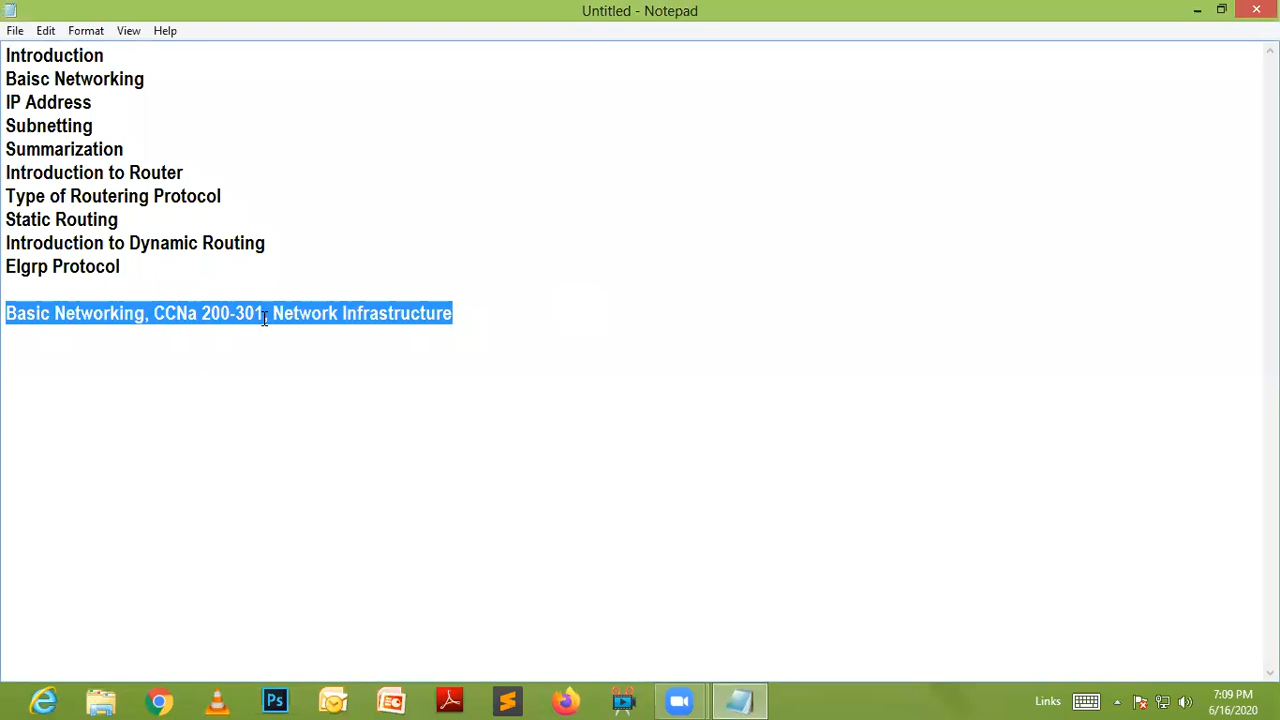 Untitled - Notepad
File Edit Format View Help
Introduction
Baisc Networking
IP Address
Subnetting
Summarization
Introduction to Router
Type of Routering Protocol
Static Routing
Introduction to Dynamic Routing
EIgrp Protocol
Basic Networking, CCNa 200-301, Network Infrastructure
Ps
Links
7:09 PM
6/16/2020